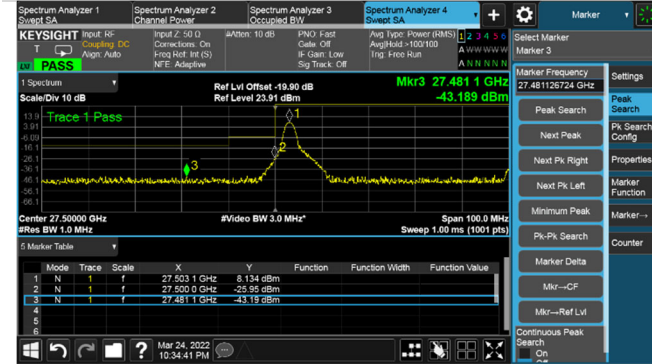 Spectrum Analyzer 1
Swept SA
Spectrum Analyzer 2
Channel Power
Spectrum Analyzer 3
Occupied BW
Spectrum Analyzer 4
Swept SA
+
Marker
KEYSIGHT
T
LXI
PASS
Input: RF
Coupling: DC
Align: Auto
Input Z: 50 Ω
Corrections: On
Freq Ref: Int (S)
NFE: Adaptive
#Atten: 10 dB
PNO: Fast
Gate: Off
IF Gain: Low
Sig Track: Off
Avg Type: Power (RMS)
Avg|Hold >100/100
Trig: Free Run
1 2 3 4 5 6
A W W W W W
A N N N N N
Select Marker
Marker 3
1 Spectrum
Scale/Div 10 dB
Ref Lvl Offset -19.90 dB
Ref Level 23.91 dBm
Mkr3 27.481 1 GHz
-43.189 dBm
Trace 1 Pass
13.9
3.91
-6.09
-16.1
-26.1
-36.1
-46.1
-56.1
-66.1
1
2
3
Center 27.50000 GHz
#Res BW 1.0 MHz
#Video BW 3.0 MHz*
Span 100.0 MHz
Sweep 1.00 ms (1001 pts)
5 Marker Table
Mode Trace Scale X Y Function Function Width Function Value
1 N 1 f 27.503 1 GHz 8.134 dBm
2 N 1 f 27.500 0 GHz -25.95 dBm
3 N 1 f 27.481 1 GHz -43.19 dBm
4
5
6
Marker Frequency
27.481126724 GHz
Peak Search
Next Peak
Next Pk Right
Next Pk Left
Minimum Peak
Pk-Pk Search
Marker Delta
Mkr→CF
Mkr→Ref Lvl
Continuous Peak
Search
On
Off
Settings
Peak
Search
Pk Search
Config
Properties
Marker
Function
Marker→
Counter
?
Mar 24, 2022
10:34:41 PM